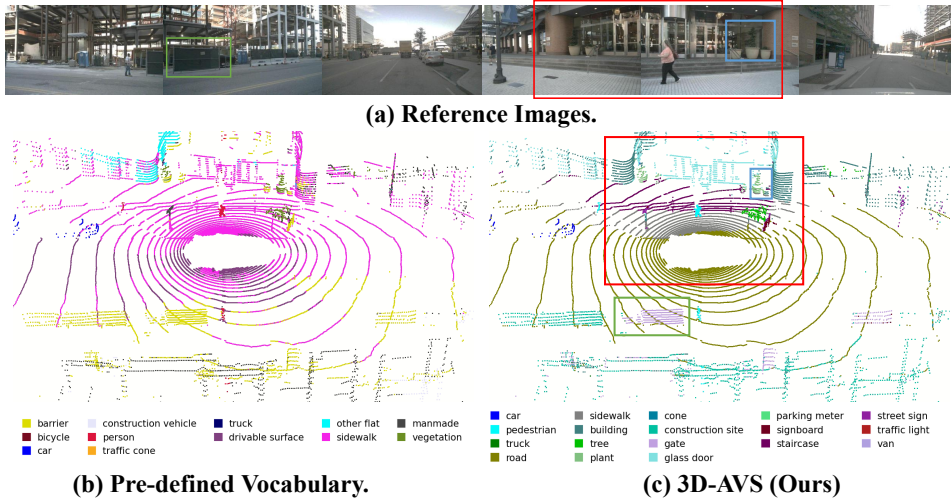 (a) Reference Images.
barrier construction vehicle truck other flat manmade
bicycle person drivable surface sidewalk vegetation
car traffic cone
car sidewalk cone parking meter street sign
pedestrian building construction site signboard traffic light
truck tree gate staircase van
road plant glass door
(b) Pre-defined Vocabulary.
(c) 3D-AVS (Ours)